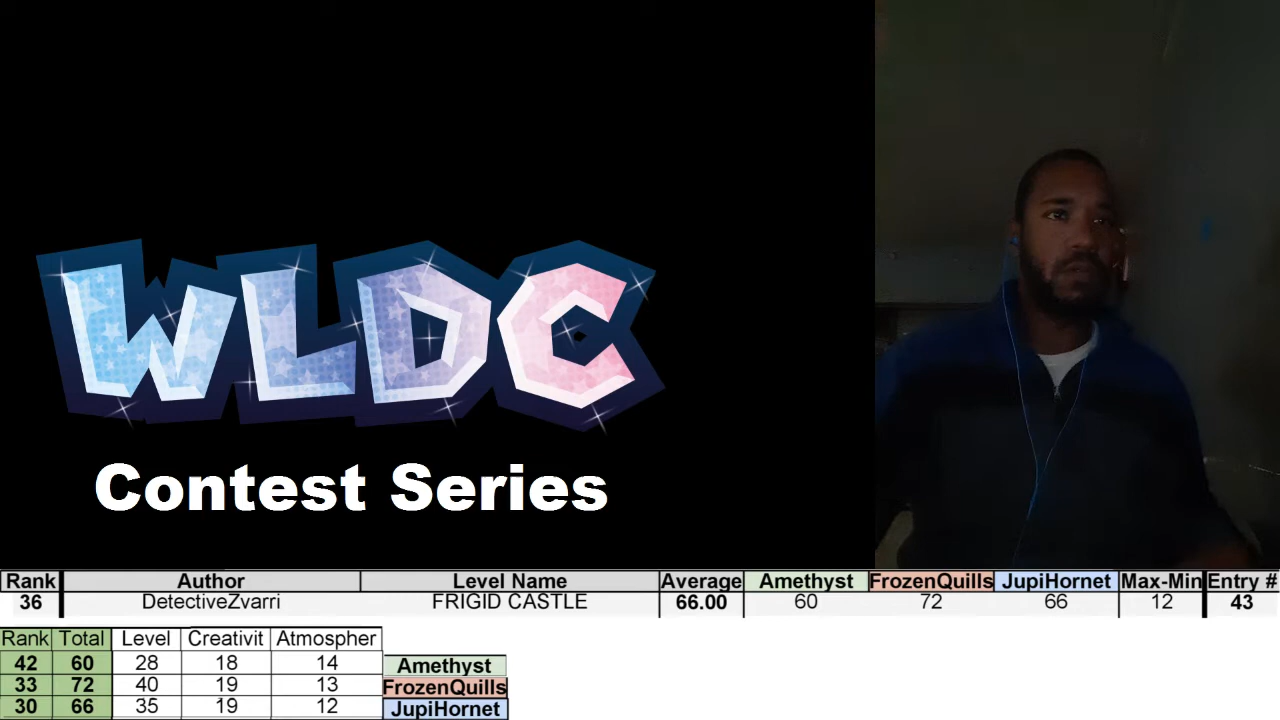 WLDC
Contest Series
Rank Author Level Name Average Amethyst FrozenQuills JupiHornet Max-Min Entry #
36 DetectiveZvarri FRIGID CASTLE 66.00 60 72 66 12 43
Rank Total Level Creativit Atmospher
42 60 28 18 14 Amethyst
33 72 40 19 13 FrozenQuills
30 66 35 19 12 JupiHornet